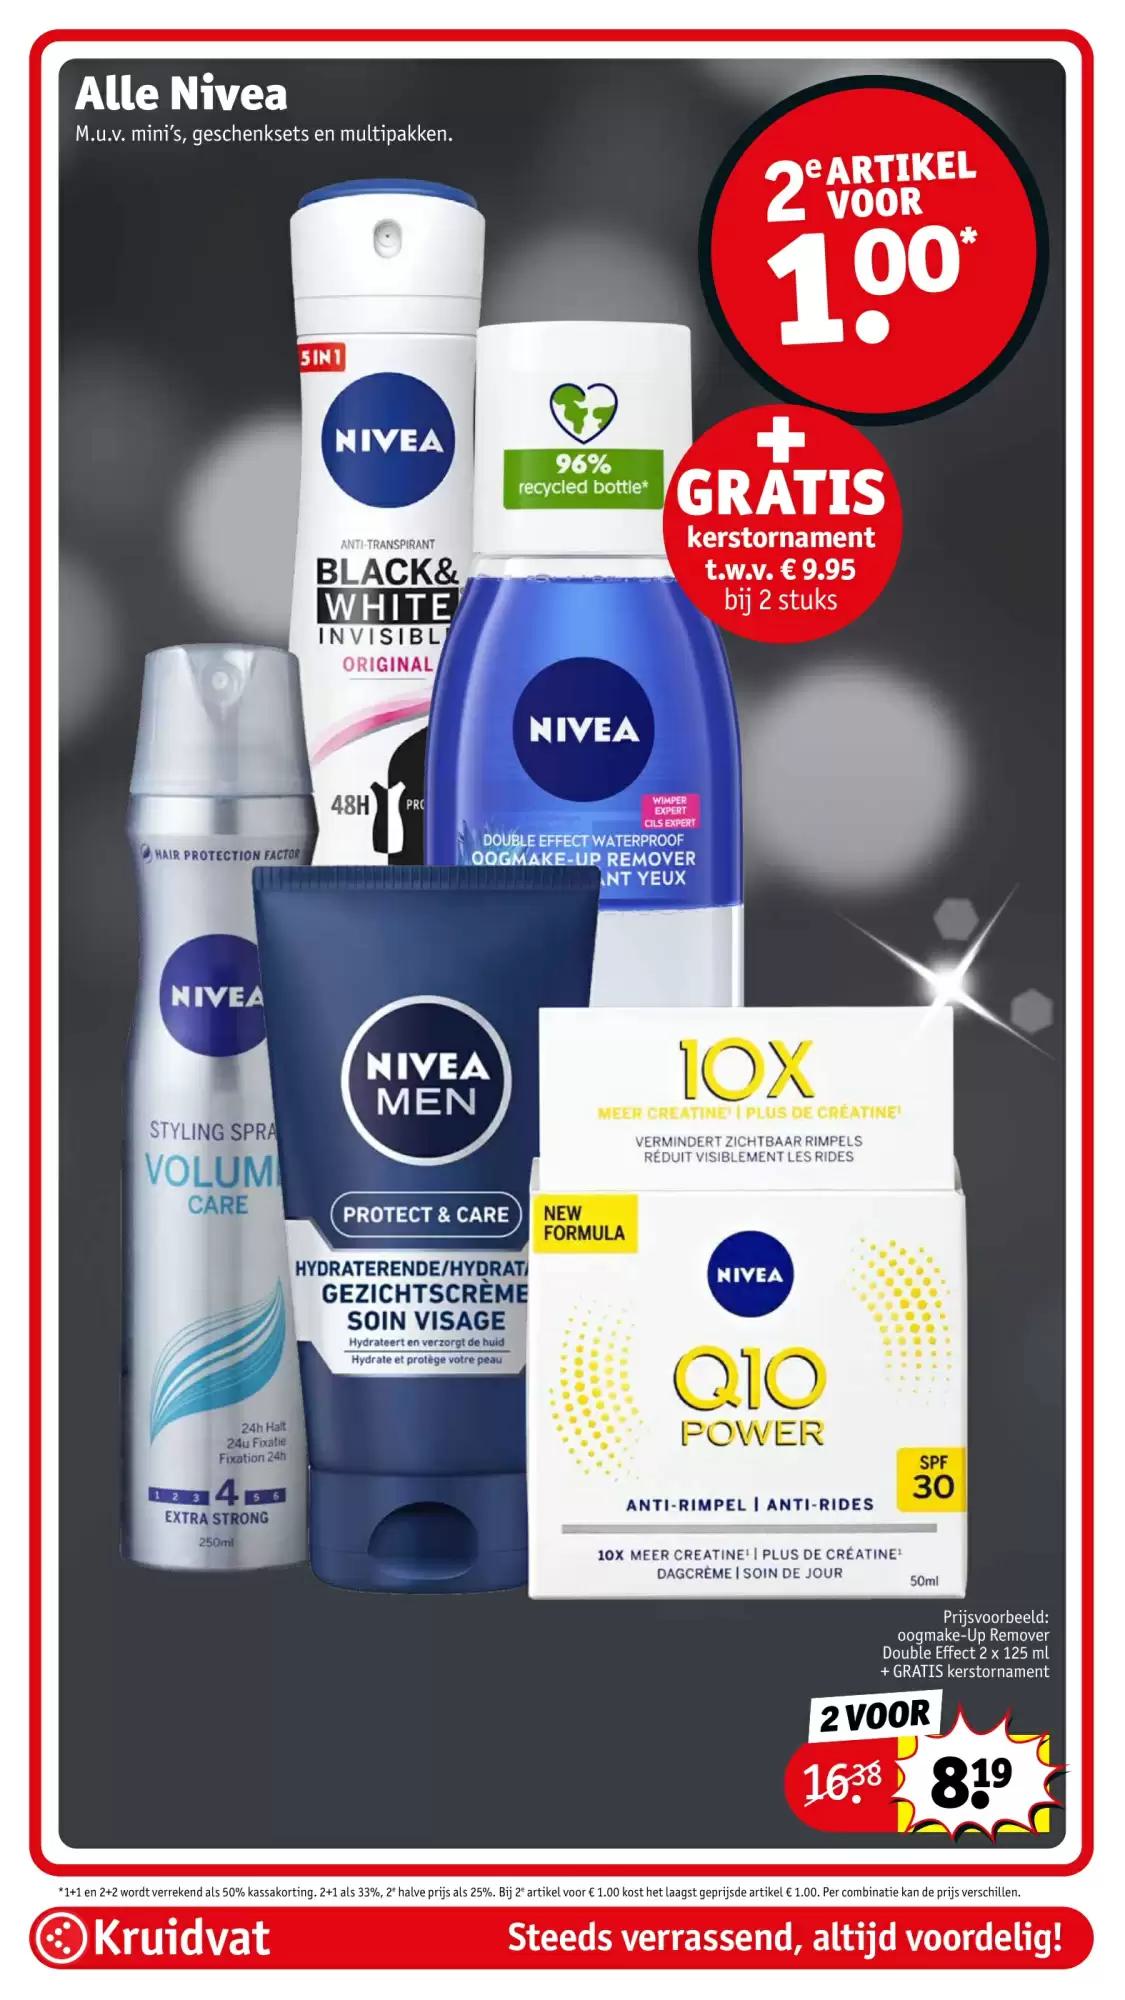 Alle Nivea
M.u.v. mini's, geschenksets en multipakken.
2e ARTIKEL
VOOR
1.00*
+
GRATIS
kerstornament
t.w.v. € 9.95
bij 2 stuks
5 IN 1
NIVEA
ANTI-TRANSPIRANT
BLACK&
WHITE
INVISIBL
ORIGINAL
48H
PRO
96%
recycled bottle*
NIVEA
WIMPER
EXPERT
CILS EXPERT
DOUBLE EFFECT WATERPROOF
OOGMAKE-UP REMOVER
ANT YEUX
HAIR PROTECTION FACTOR
NIVEA
STYLING SPRA
VOLUM
CARE
24h Halt
24u Fixatie
Fixation 24h
1 2 3 4 5 6
EXTRA STRONG
250ml
NIVEA
MEN
PROTECT & CARE
HYDRATERENDE/HYDRATA
GEZICHTSCRÈME
SOIN VISAGE
Hydrateert en verzorgt de huid
Hydrate et protège votre peau
10X
MEER CREATINE¹ | PLUS DE CRÉATINE¹
VERMINDERT ZICHTBAAR RIMPELS
RÉDUIT VISIBLEMENT LES RIDES
NEW
FORMULA
NIVEA
Q10
POWER
SPF
30
ANTI-RIMPEL | ANTI-RIDES
10X MEER CREATINE¹ | PLUS DE CRÉATINE¹
DAGCRÈME | SOIN DE JOUR
50ml
Prijsvoorbeeld:
oogmake-Up Remover
Double Effect 2 x 125 ml
+ GRATIS kerstornament
2 VOOR
16.38
8.19
*1+1 en 2+2 wordt verrekend als 50% kassakorting. 2+1 als 33%, 2e halve prijs als 25%. Bij 2e artikel voor € 1.00 kost het laagst geprijsde artikel € 1.00. Per combinatie kan de prijs verschillen.
Kruidvat
Steeds verrassend, altijd voordelig!